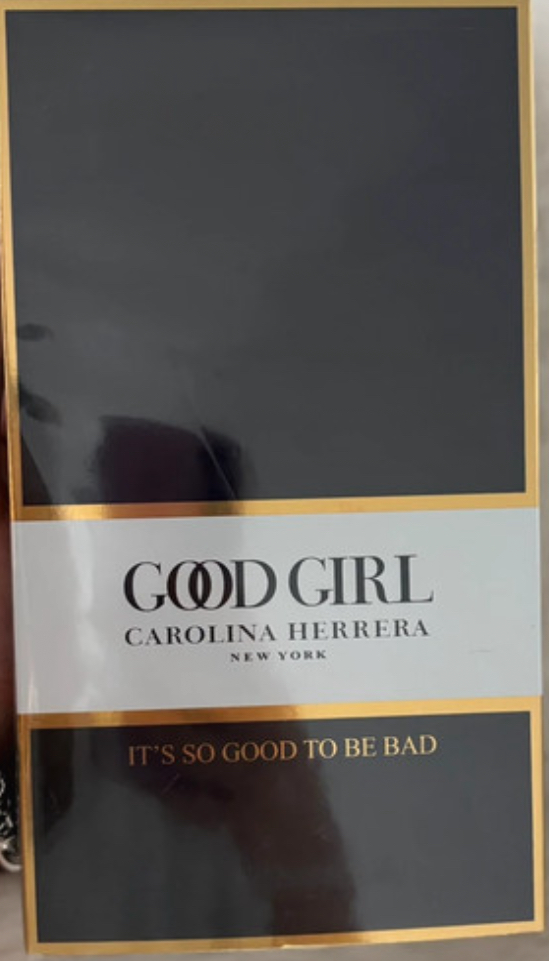 GOOD GIRL
CAROLINA HERRERA
NEW YORK
IT'S SO GOOD TO BE BAD